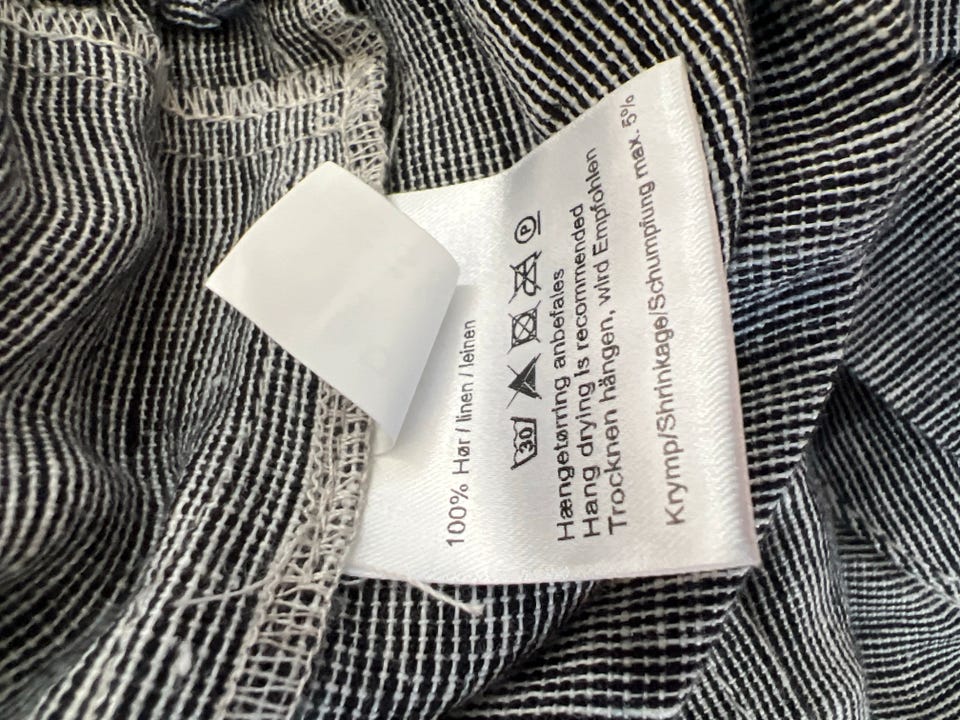 100% Hør / linen / leinen
30 P
Hængetørring anbefales
Hang drying is recommended
Trocknen hängen, wird Empfohlen
Krymp/Shrinkage/Schumpfung max. 5%